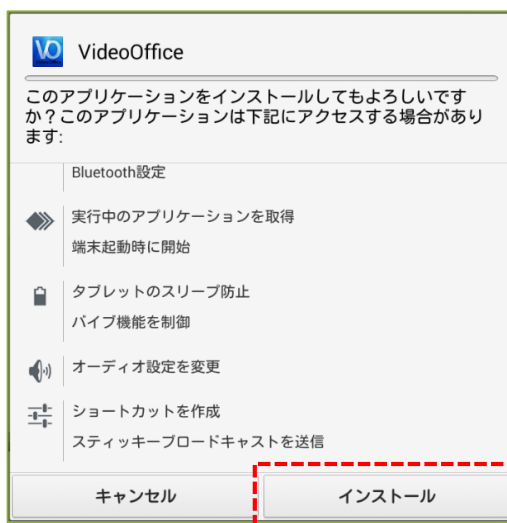 VO VideoOffice
このアプリケーションをインストールしてもよろしいです
か？このアプリケーションは下記にアクセスする場合があり
ます:
Bluetooth設定
実行中のアプリケーションを取得
端末起動時に開始
タブレットのスリープ防止
バイブ機能を制御
オーディオ設定を変更
ショートカットを作成
スティッキーブロードキャストを送信
キャンセル インストール